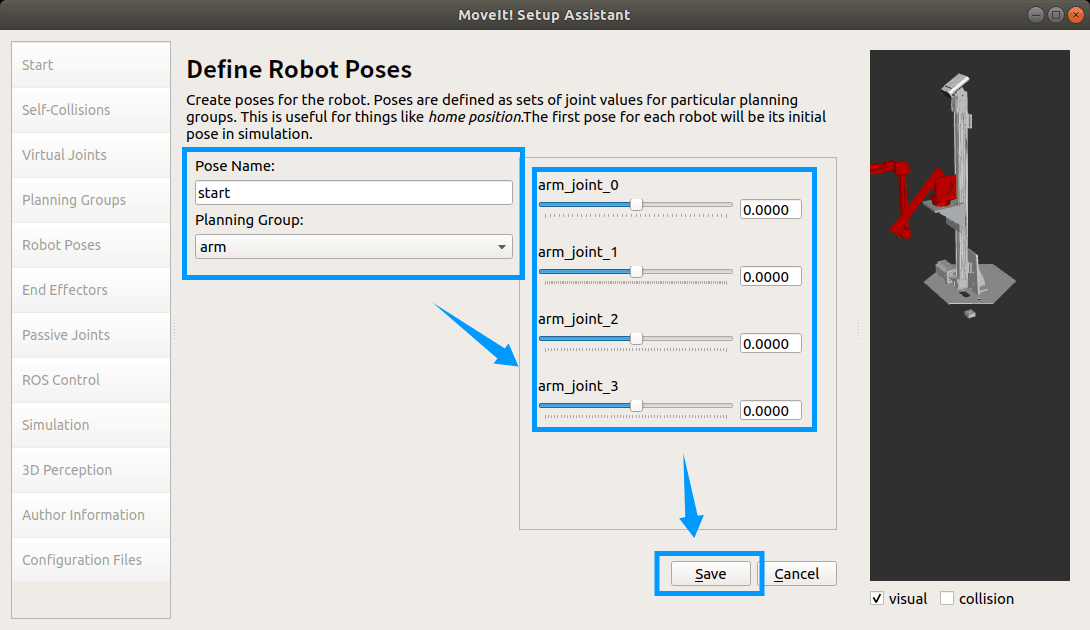 MoveIt! Setup Assistant
Start
Self-Collisions
Virtual Joints
Planning Groups
Robot Poses
End Effectors
Passive Joints
ROS Control
Simulation
3D Perception
Author Information
Configuration Files
Define Robot Poses
Create poses for the robot. Poses are defined as sets of joint values for particular planning
groups. This is useful for things like home position.The first pose for each robot will be its initial
pose in simulation.
Pose Name:
start
Planning Group:
arm
arm_joint_0
0.0000
arm_joint_1
0.0000
arm_joint_2
0.0000
arm_joint_3
0.0000
Save
Cancel
visual
collision